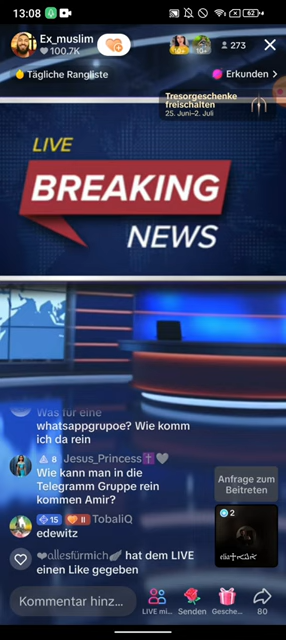 13:08
62
Ex_muslim
100.7K
273
Tägliche Rangliste
Erkunden
Tresorgeschenke
freischalten
25. Juni–2. Juli
LIVE
BREAKING
NEWS
Was für eine
whatsappgrupoe? Wie komm
ich da rein
8 Jesus_Princess
Wie kann man in die
Telegramm Gruppe rein
kommen Amir?
15 II TobaliQ
edewitz
allesfürmich hat dem LIVE
einen Like gegeben
Anfrage zum
Beitreten
2
Kommentar hinz...
LIVE mi...
Senden
Gesche...
80